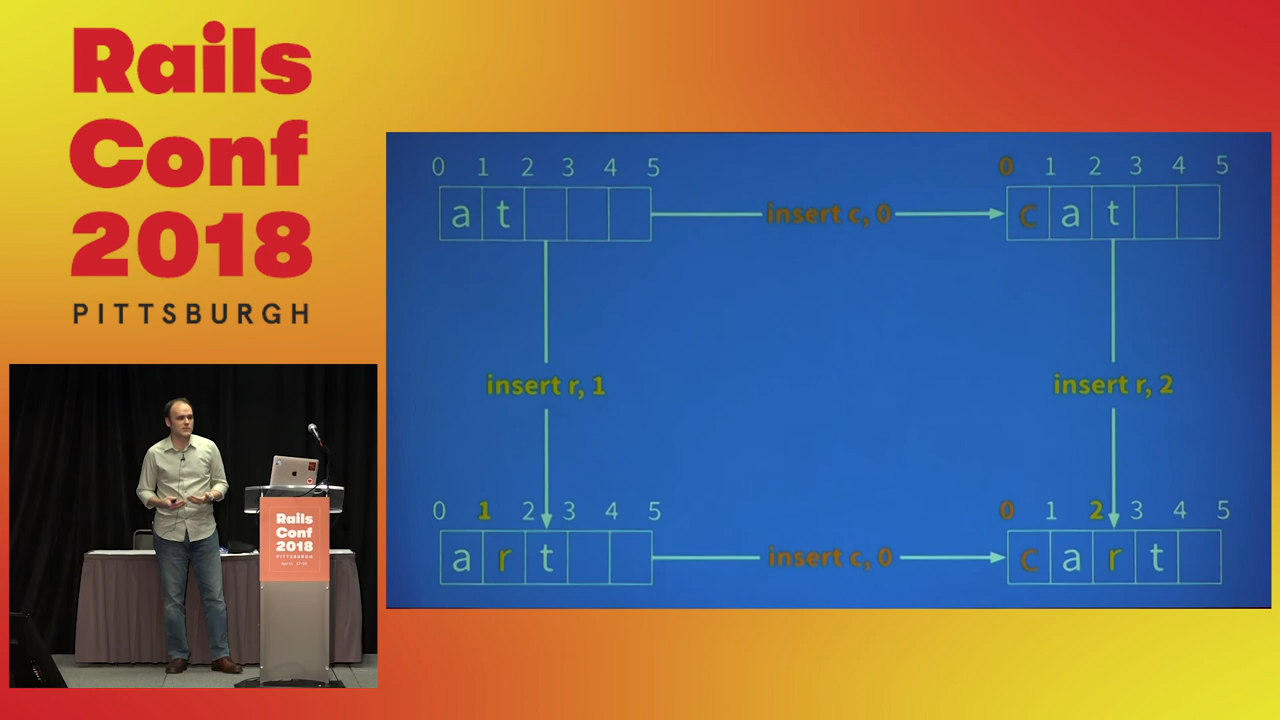 Rails
Conf
2018
PITTSBURGH
0 1 2 3 4 5
a t
insert c, 0
0 1 2 3 4 5
c a t
insert r, 1
insert r, 2
0 1 2 3 4 5
a r t
insert c, 0
0 1 2 3 4 5
c a r t
Rails
Conf
2018
PITTSBURGH